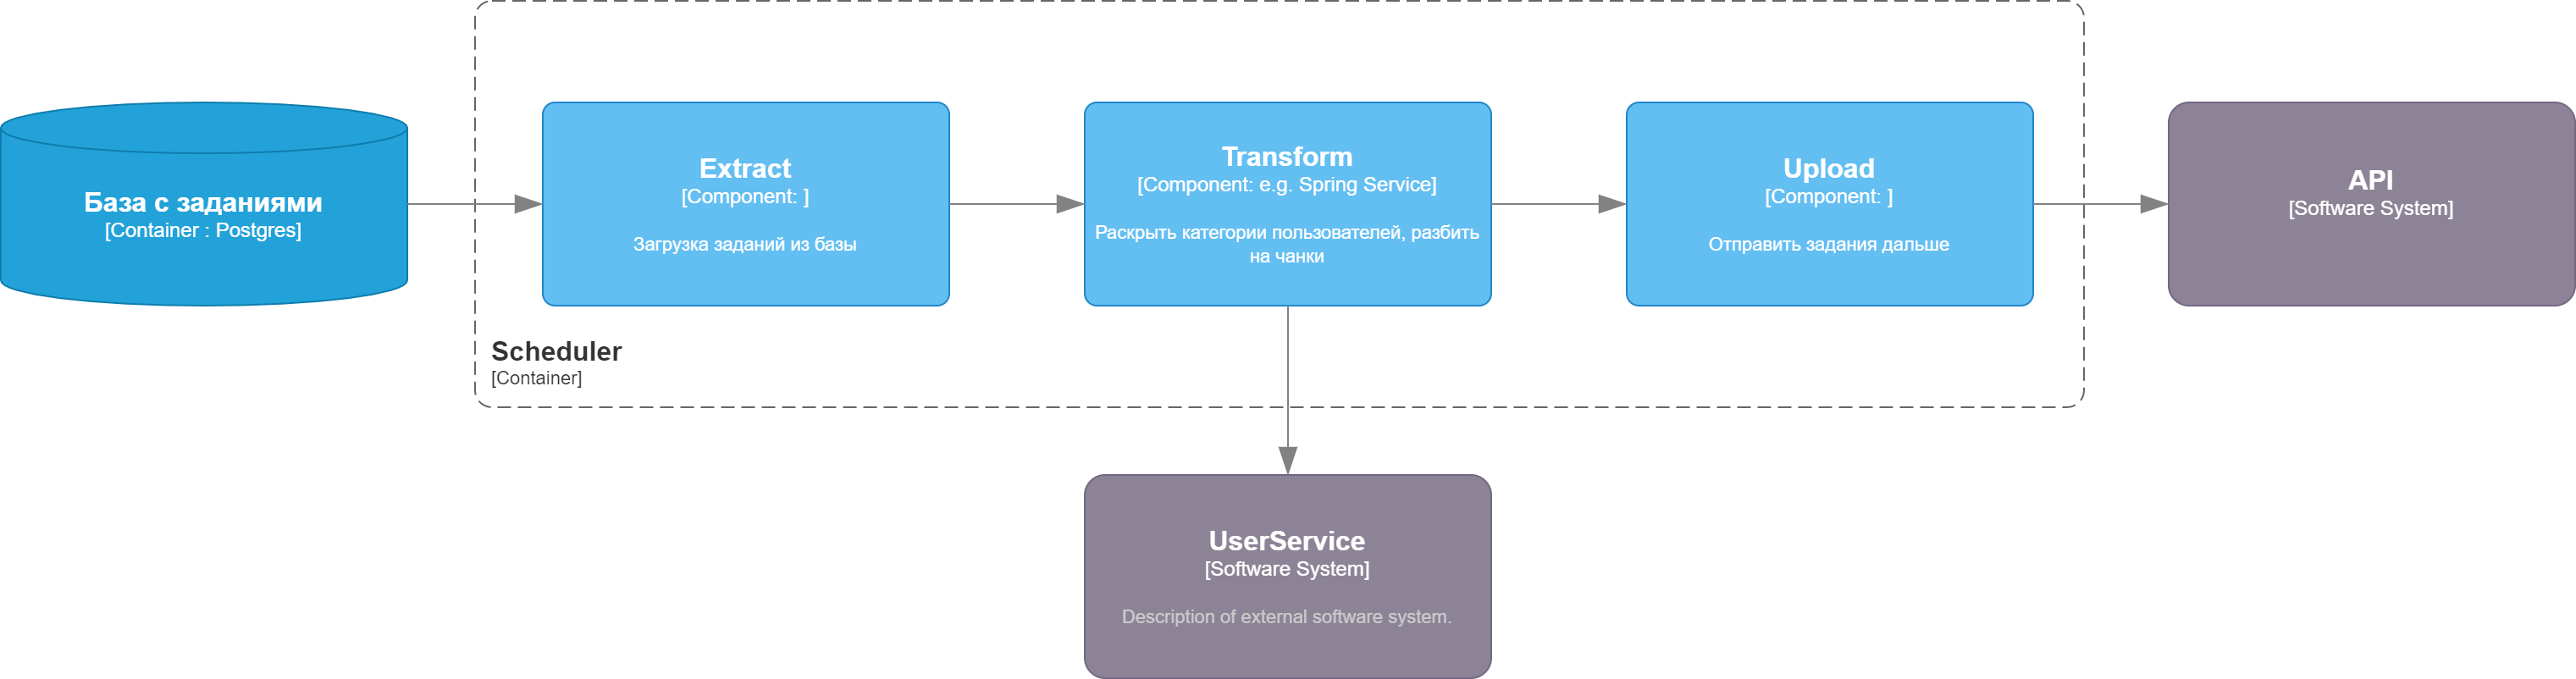 База с заданиями
[Container : Postgres]
Extract
[Component: ]
Загрузка заданий из базы
Transform
[Component: e.g. Spring Service]
Раскрыть категории пользователей, разбить
на чанки
Upload
[Component: ]
Отправить задания дальше
API
[Software System]
Scheduler
[Container]
UserService
[Software System]
Description of external software system.